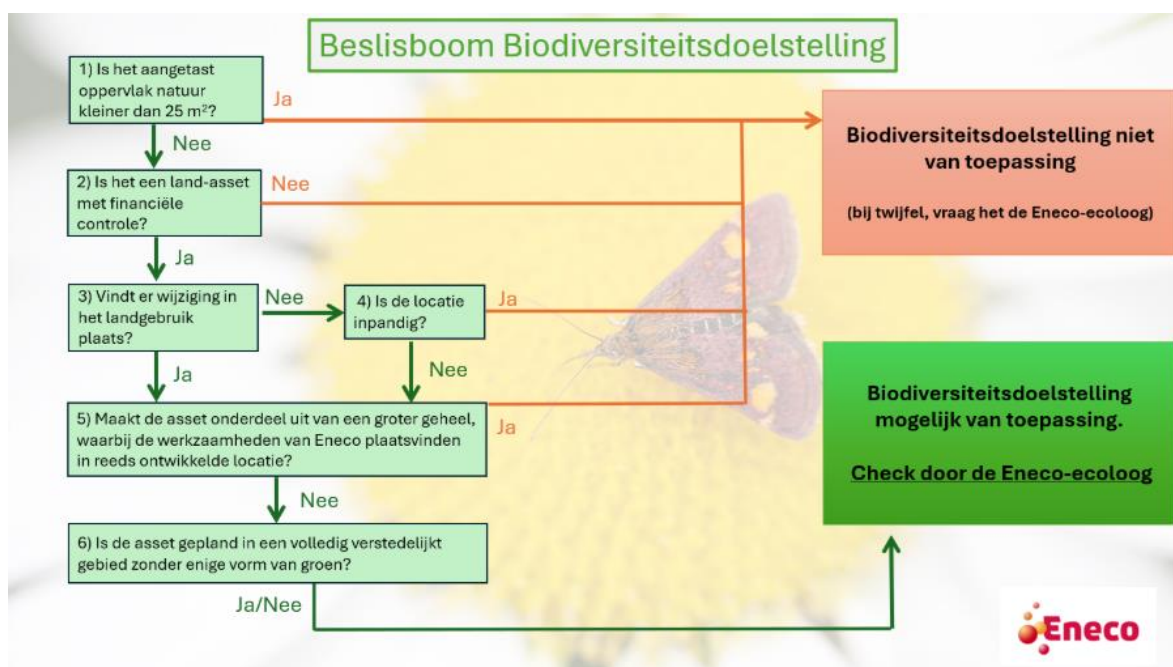 Beslisboom Biodiversiteitsdoelstelling
1) Is het aangetast
oppervlak natuur
kleiner dan 25 m²?
Ja
Nee
Biodiversiteitsdoelstelling niet
van toepassing
(bij twijfel, vraag het de Eneco-ecoloog)
2) Is het een land-asset
met financiële
controle?
Nee
Ja
3) Vindt er wijziging in
het landgebruik
plaats?
Nee
4) Is de locatie
inpandig?
Ja
Ja
Nee
5) Maakt de asset onderdeel uit van een groter geheel,
waarbij de werkzaamheden van Eneco plaatsvinden
in reeds ontwikkelde locatie?
Ja
Nee
Biodiversiteitsdoelstelling
mogelijk van toepassing.
Check door de Eneco-ecoloog
6) Is de asset gepland in een volledig verstedelijkt
gebied zonder enige vorm van groen?
Ja/Nee
Eneco